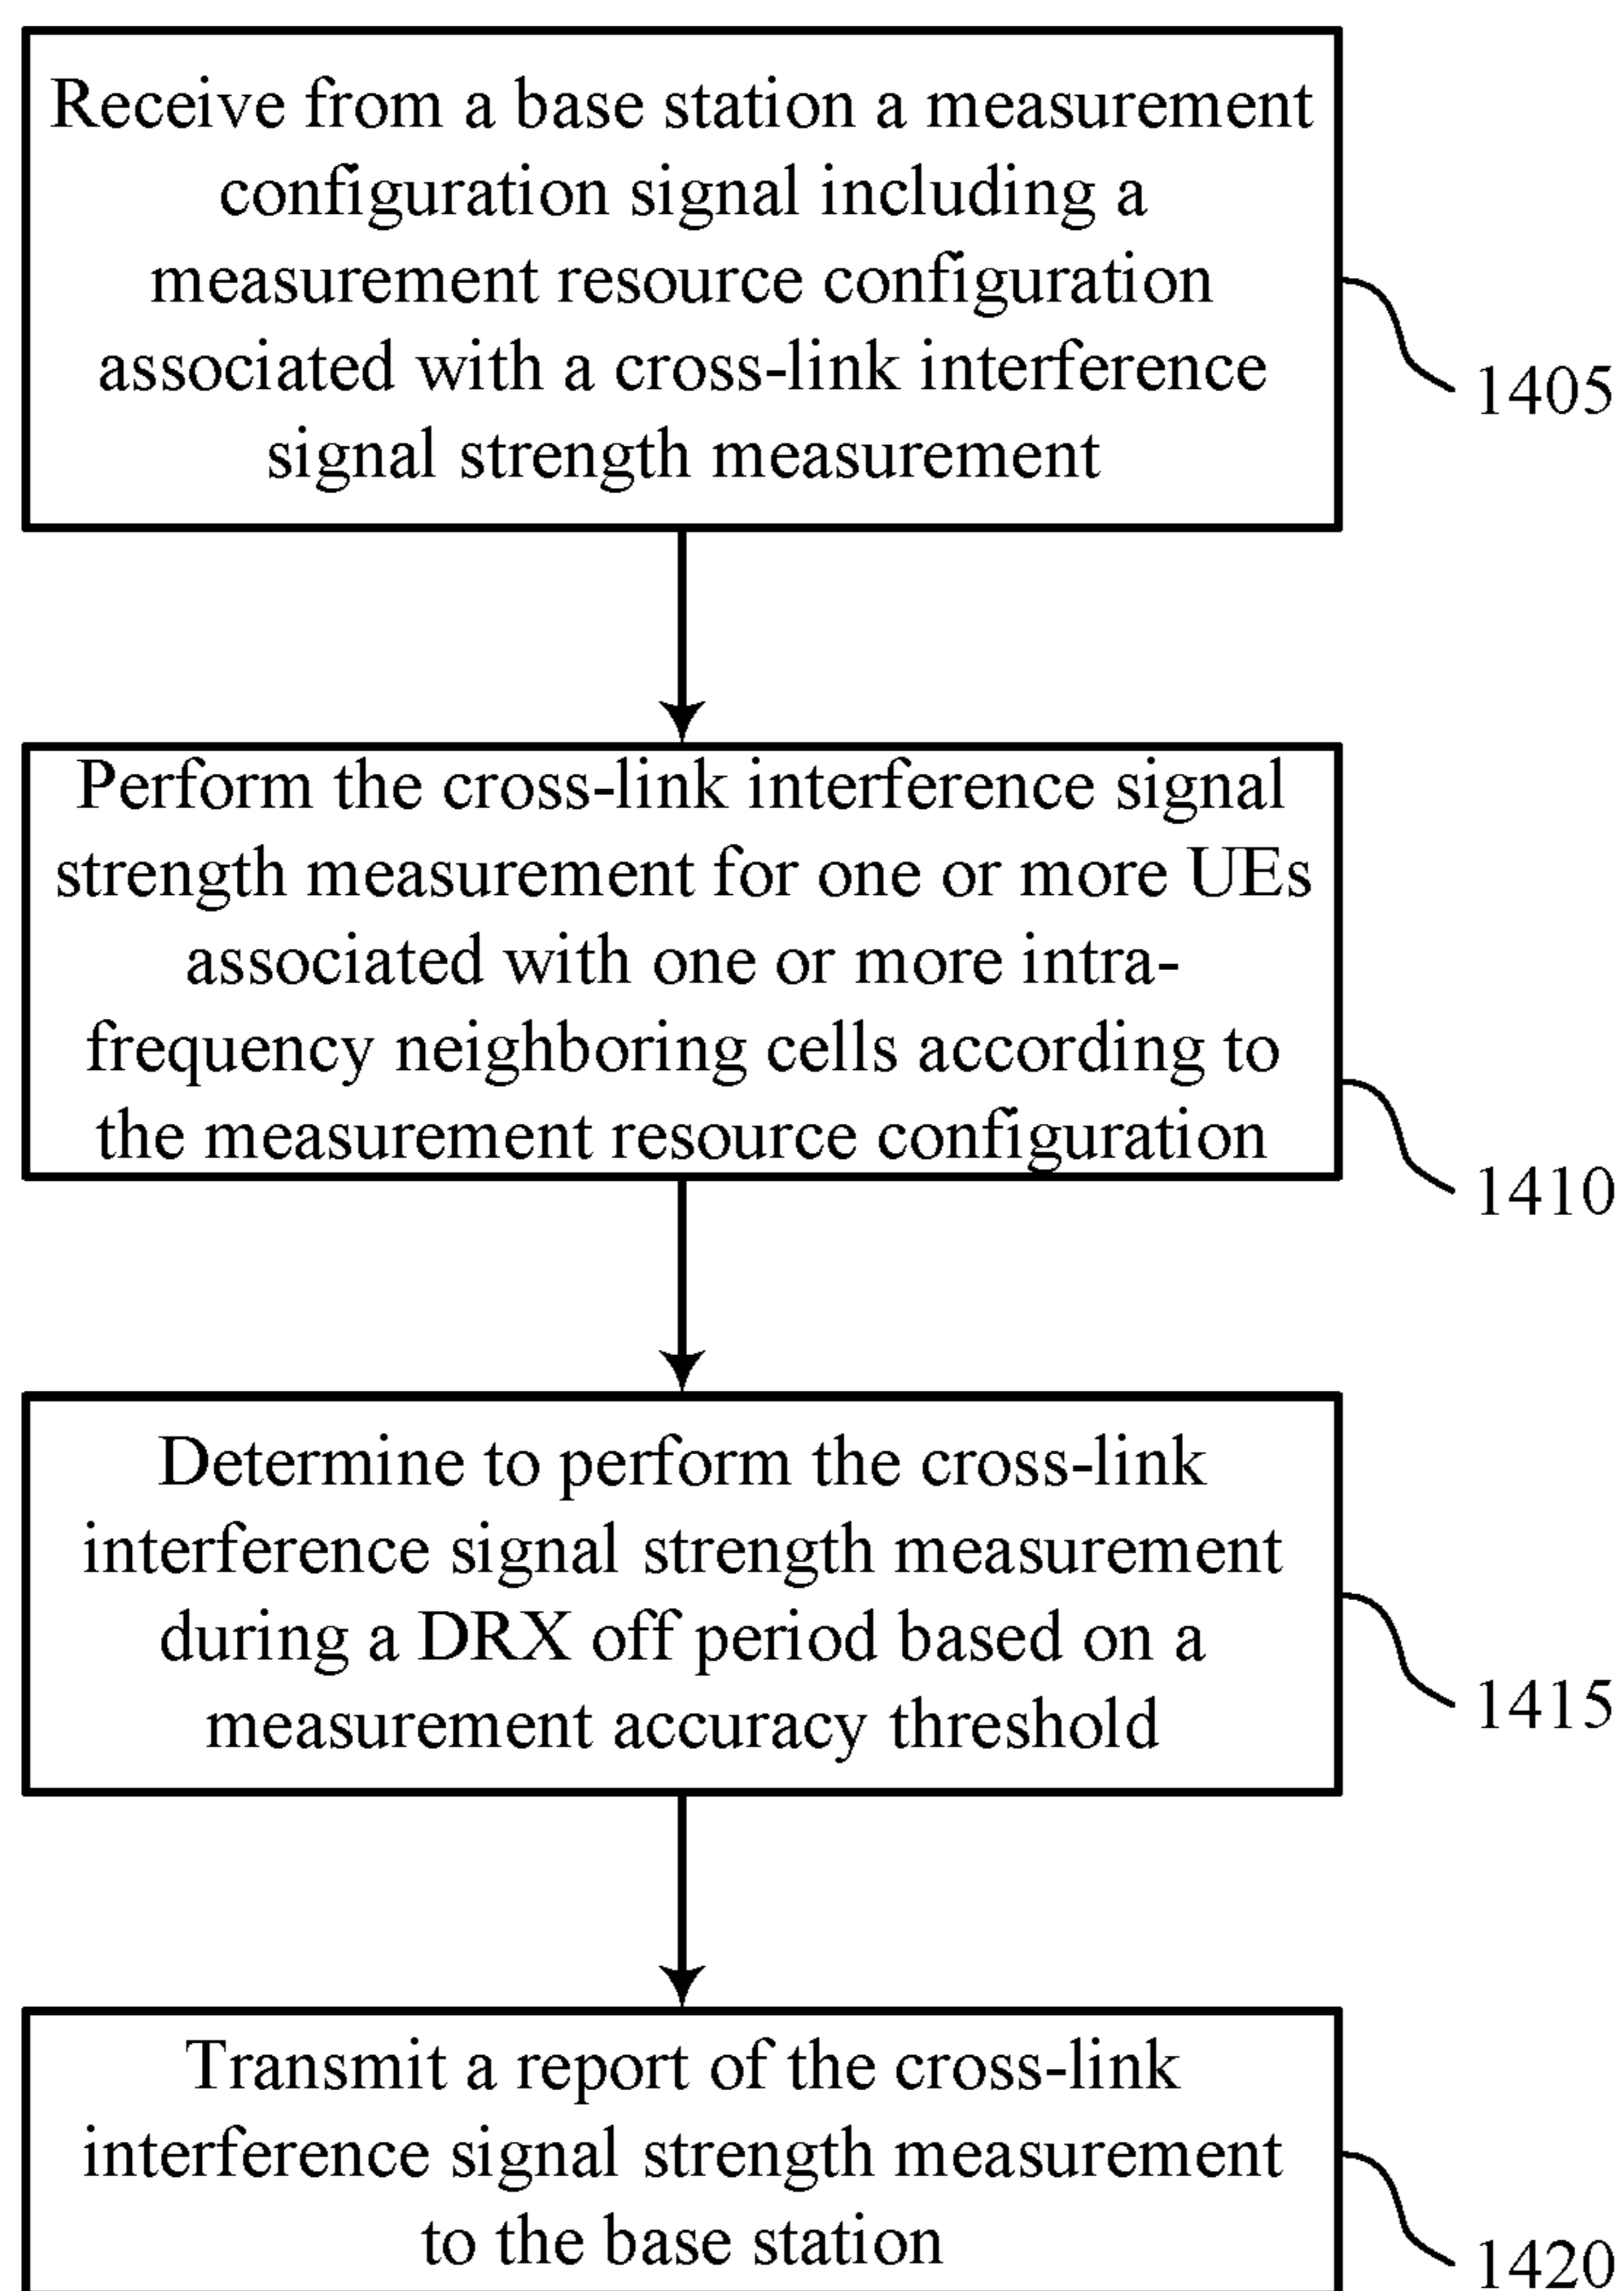 Receive from a base station a measurement
configuration signal including a
measurement resource configuration
associated with a cross-link interference
signal strength measurement
1405
Perform the cross-link interference signal
strength measurement for one or more UEs
associated with one or more intra-
frequency neighboring cells according to
the measurement resource configuration
1410
Determine to perform the cross-link
interference signal strength measurement
during a DRX off period based on a
measurement accuracy threshold
1415
Transmit a report of the cross-link
interference signal strength measurement
to the base station
1420